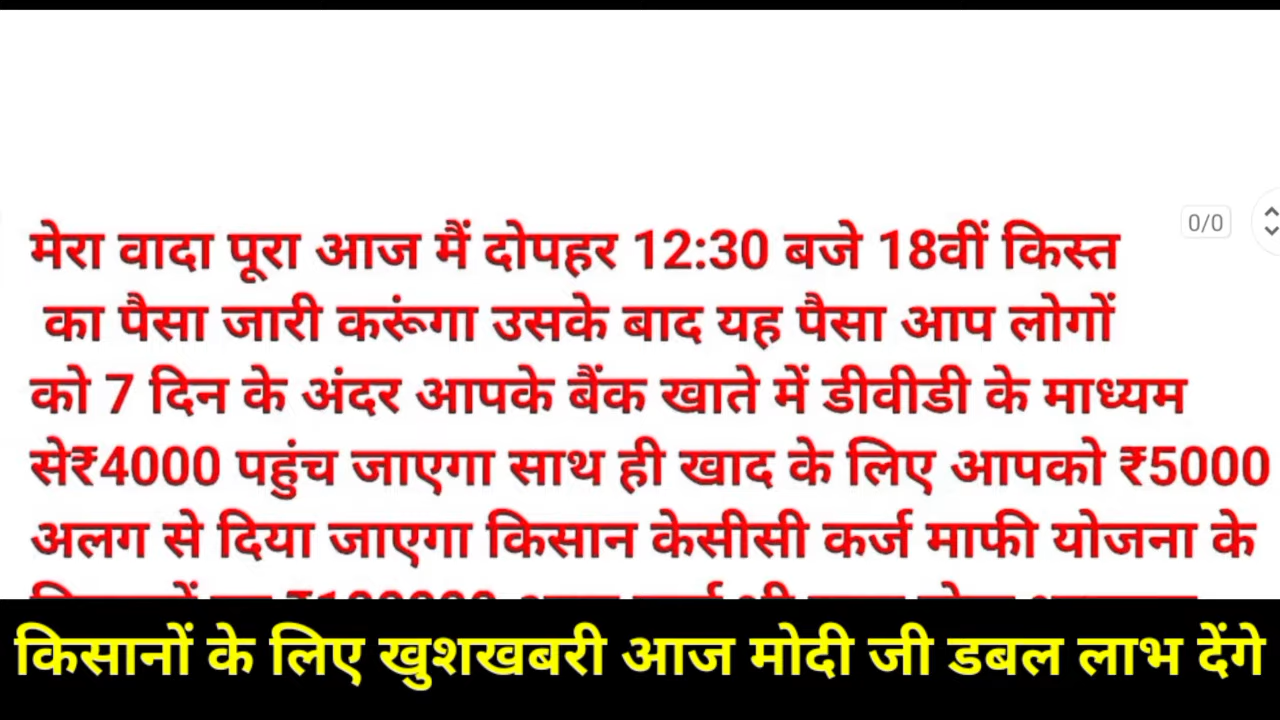 0/0
मेरा वादा पूरा आज मैं दोपहर 12:30 बजे 18वीं किस्त
का पैसा जारी करूंगा उसके बाद यह पैसा आप लोगों
को 7 दिन के अंदर आपके बैंक खाते में डीवीडी के माध्यम
से₹4000 पहुंच जाएगा साथ ही खाद के लिए आपको ₹5000
अलग से दिया जाएगा किसान केसीसी कर्ज माफी योजना के
किसानों के लिए खुशखबरी आज मोदी जी डबल लाभ देंगे